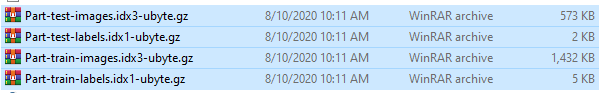 Part-test-images.idx3-ubyte.gz 8/10/2020 10:11 AM WinRAR archive 573 KB
Part-test-labels.idx1-ubyte.gz 8/10/2020 10:11 AM WinRAR archive 2 KB
Part-train-images.idx3-ubyte.gz 8/10/2020 10:11 AM WinRAR archive 1,432 KB
Part-train-labels.idx1-ubyte.gz 8/10/2020 10:11 AM WinRAR archive 5 KB